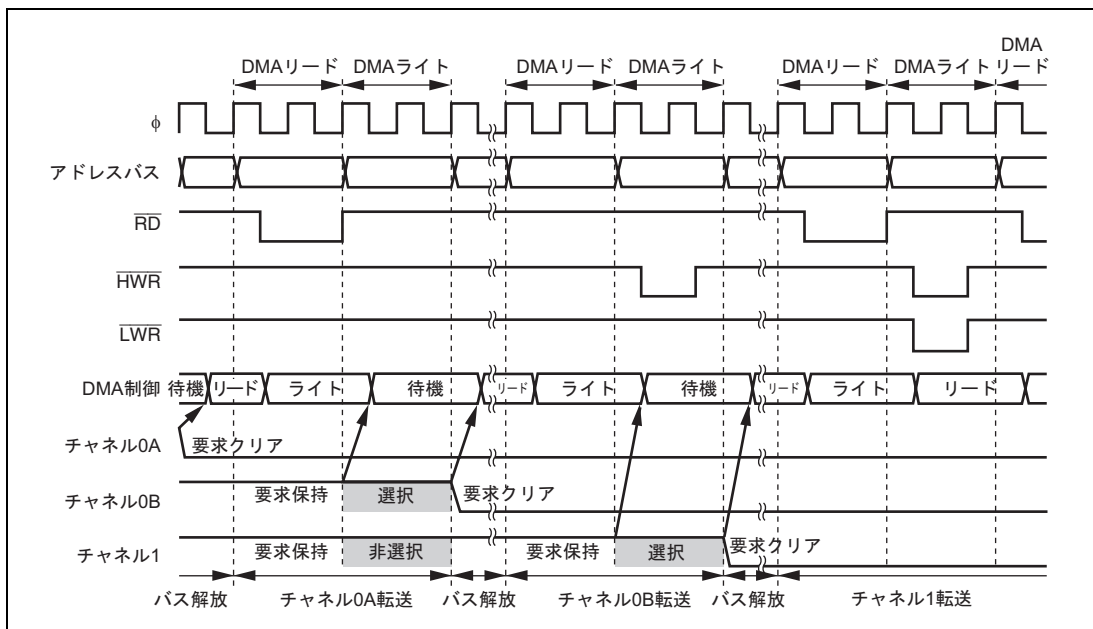 DMA
DMAリード DMAライト DMAリード DMAライト DMAリード DMAライト リード
φ
アドレスバス
RD
HWR
LWR
DMA制御 待機 リード ライト 待機 リード ライト 待機 リード ライト リード
チャネル0A 要求クリア
チャネル0B 要求保持 選択 要求クリア
チャネル1 要求保持 非選択 要求保持 選択 要求クリア
バス解放 チャネル0A転送 バス解放 チャネル0B転送 バス解放 チャネル1転送